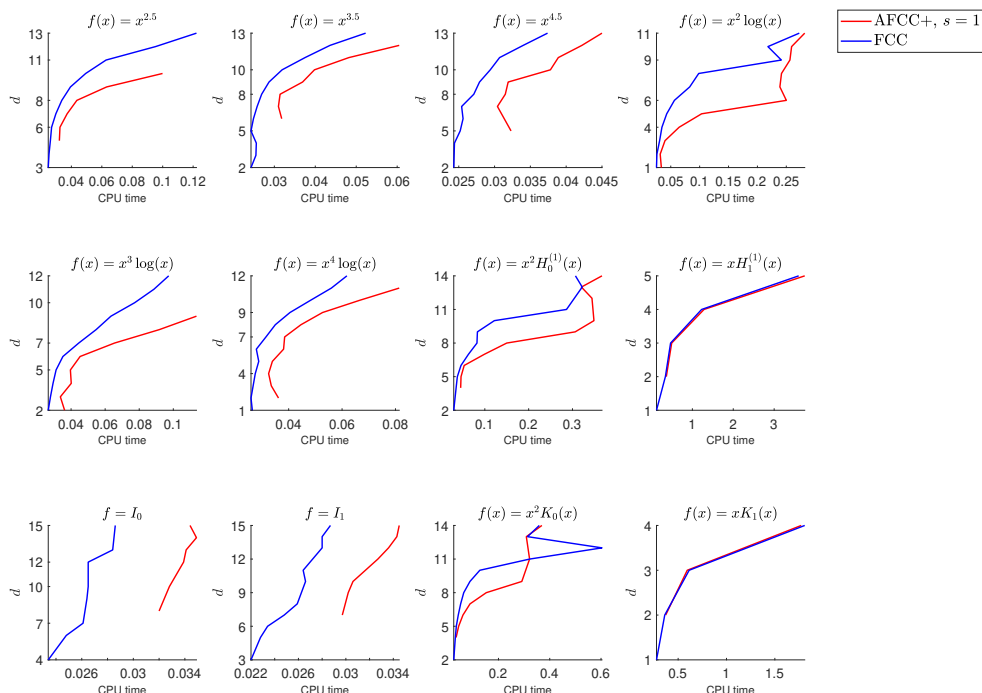 f(x) = x^{2.5}
13
11
8
6
3
d
0.04 0.06 0.08 0.1 0.12
CPU time
f(x) = x^{3.5}
13
10
8
5
2
d
0.03 0.04 0.05 0.06
CPU time
f(x) = x^{4.5}
13
10
8
5
2
d
0.025 0.03 0.035 0.04 0.045
CPU time
f(x) = x^2 log(x)
11
9
6
4
1
d
0.05 0.1 0.15 0.2 0.25
CPU time
AFCC+, s = 1
FCC
f(x) = x^3 log(x)
12
10
7
5
2
d
0.04 0.06 0.08 0.1
CPU time
f(x) = x^4 log(x)
12
9
7
4
1
d
0.04 0.06 0.08
CPU time
f(x) = x^2 H_0^{(1)}(x)
14
11
8
5
2
d
0.1 0.2 0.3
CPU time
f(x) = xH_1^{(1)}(x)
5
4
3
2
1
d
1 2 3
CPU time
f = I_0
15
13
10
7
4
d
0.026 0.03 0.034
CPU time
f = I_1
15
12
9
6
3
d
0.022 0.026 0.03 0.034
CPU time
f(x) = x^2 K_0(x)
14
11
8
5
2
d
0.2 0.4 0.6
CPU time
f(x) = xK_1(x)
4
3
2
1
d
0.5 1 1.5
CPU time